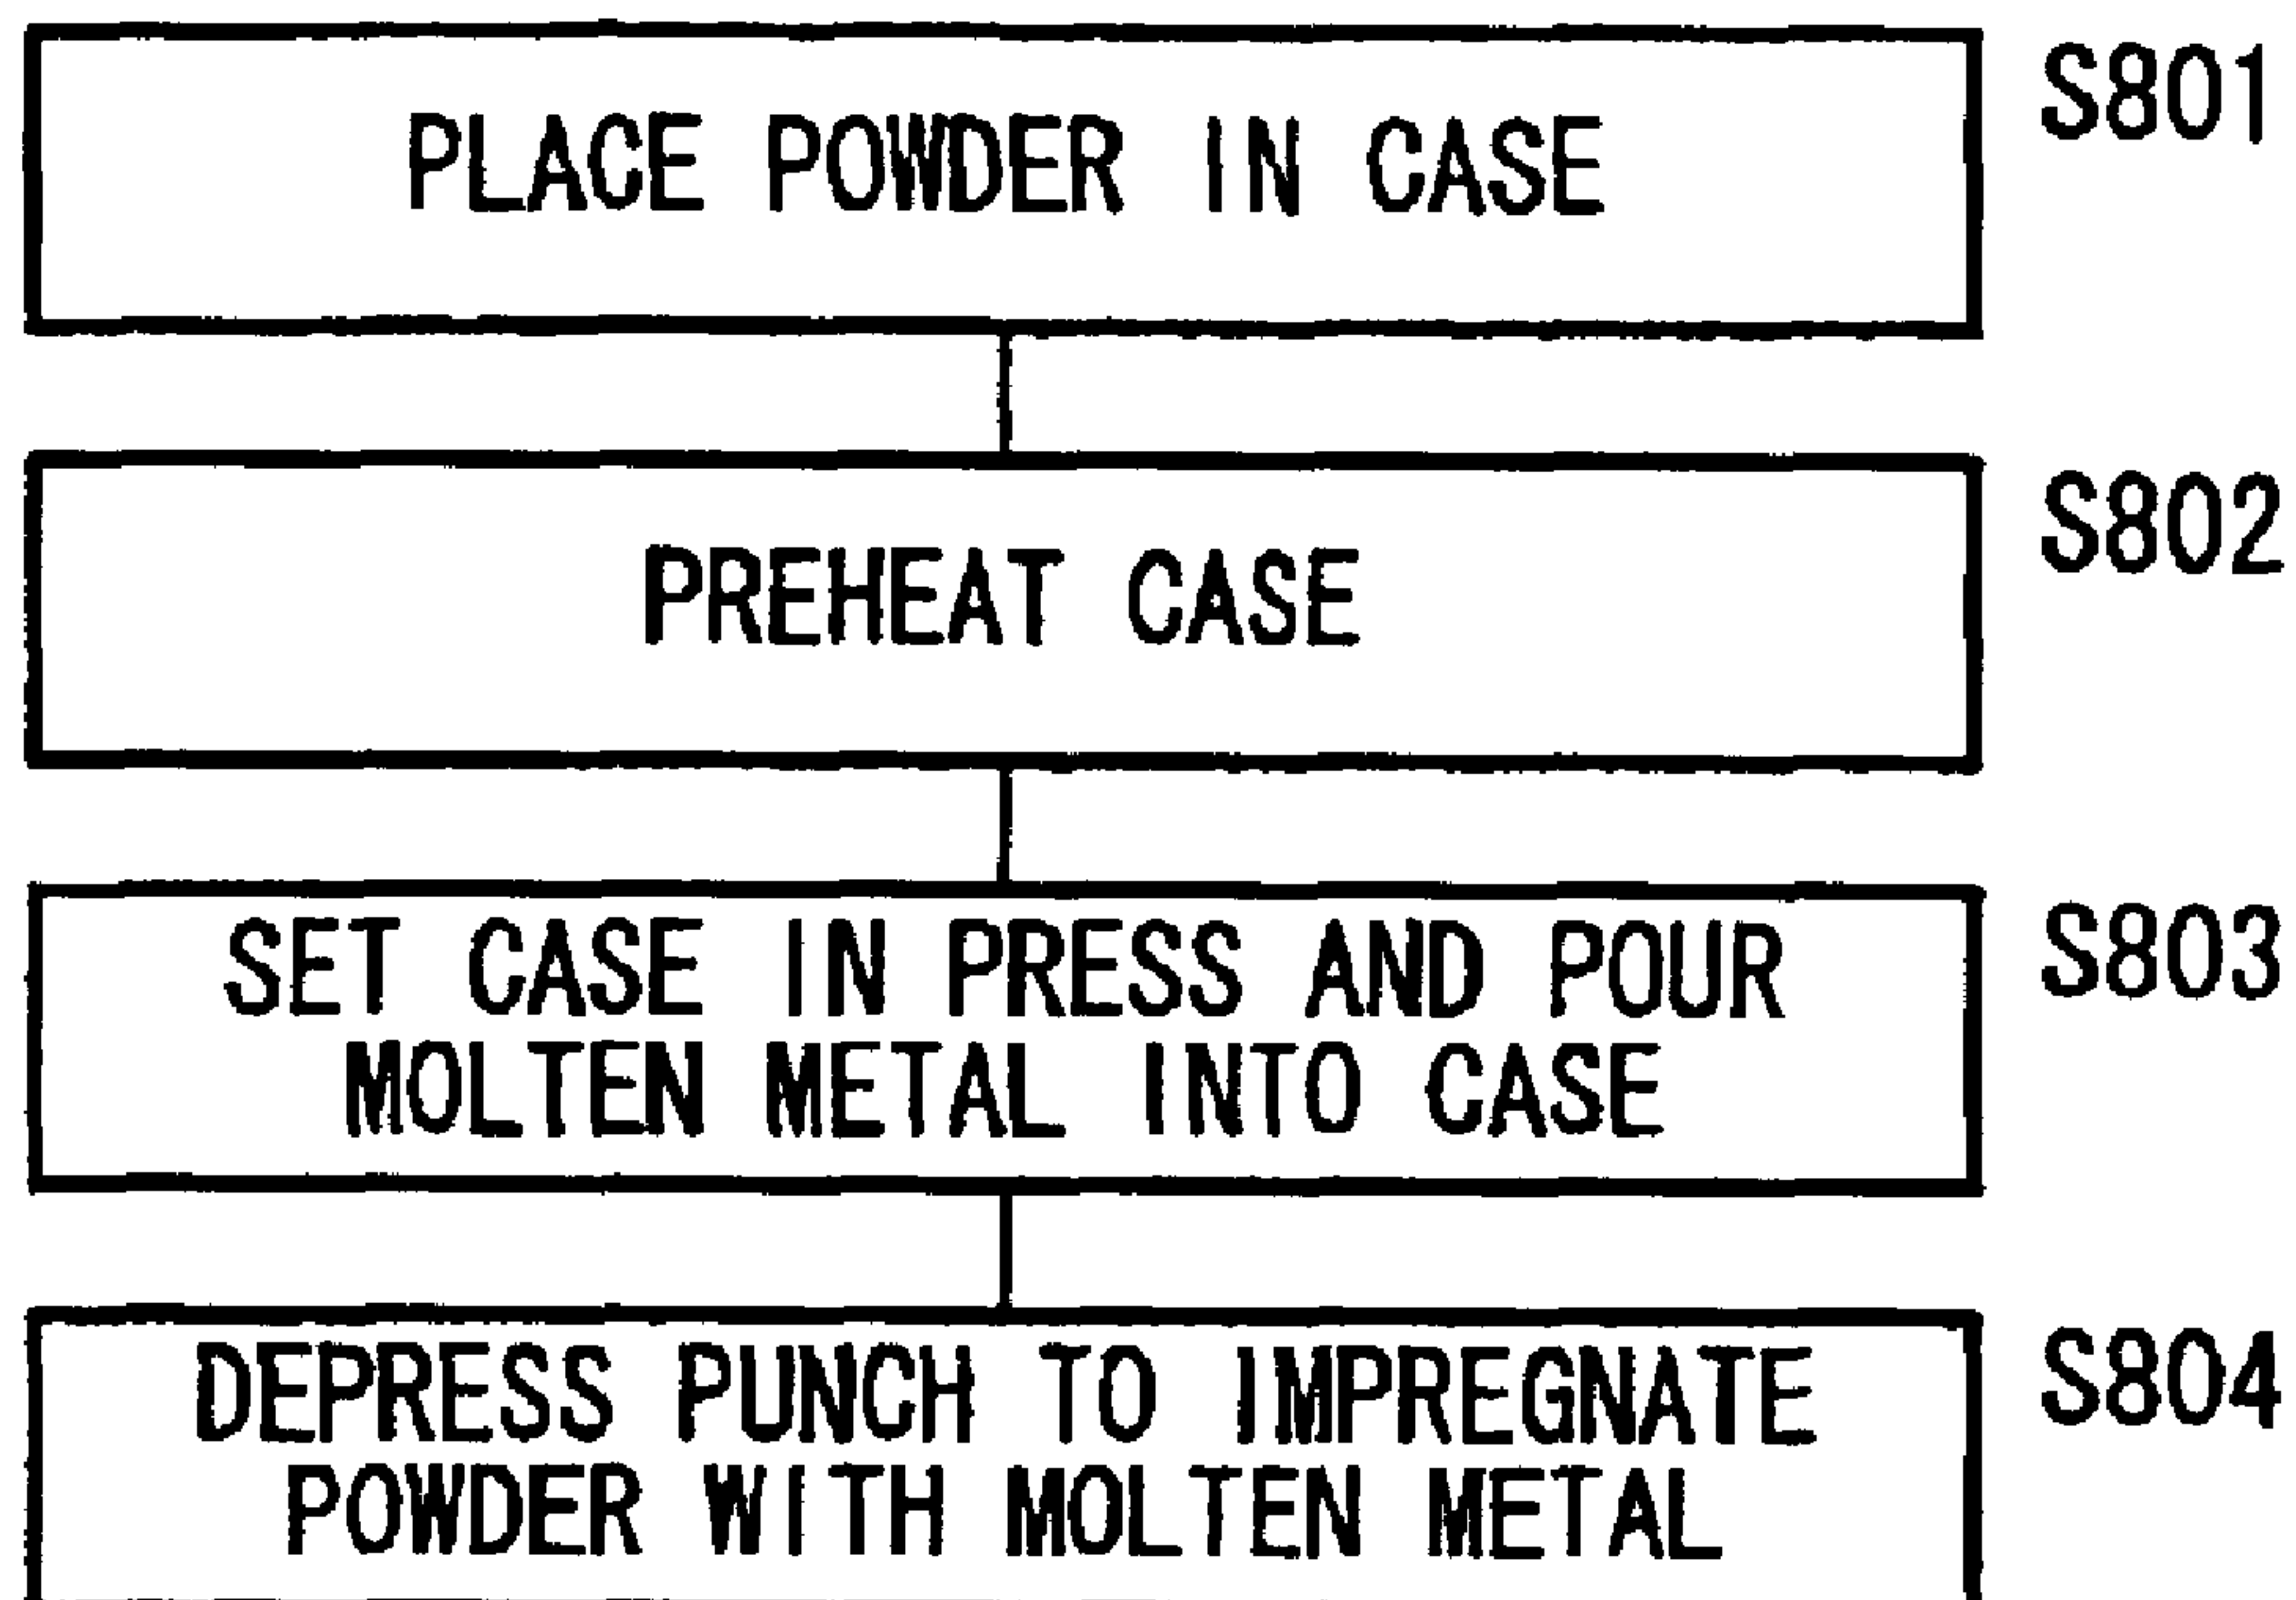 PLACE POWDER IN CASE
S801
PREHEAT CASE
S802
SET CASE IN PRESS AND POUR
MOLTEN METAL INTO CASE
S803
DEPRESS PUNCH TO IMPREGNATE
POWDER WITH MOLTEN METAL
S804